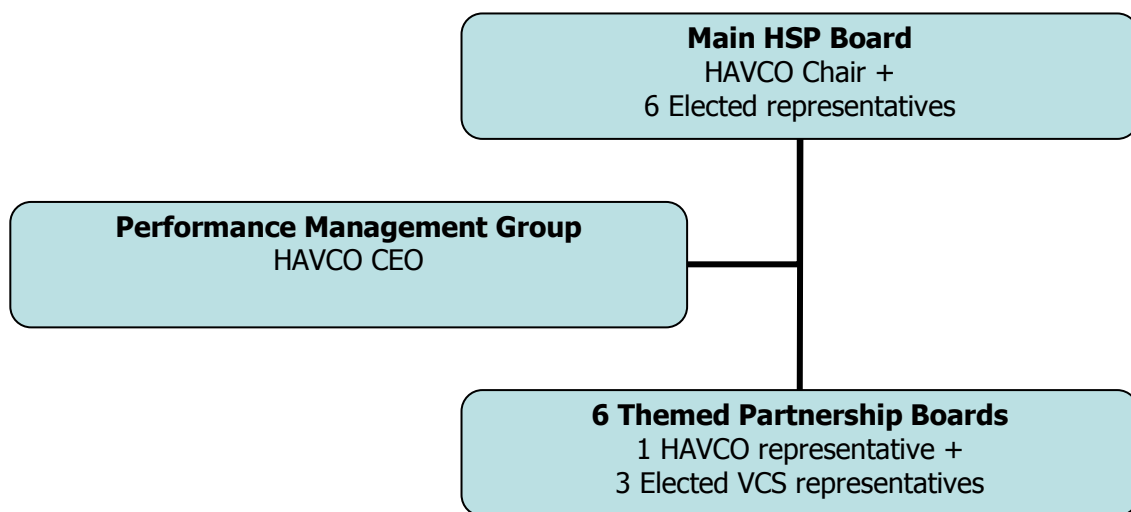 Main HSP Board
HAVCO Chair +
6 Elected representatives
Performance Management Group
HAVCO CEO
6 Themed Partnership Boards
1 HAVCO representative +
3 Elected VCS representatives